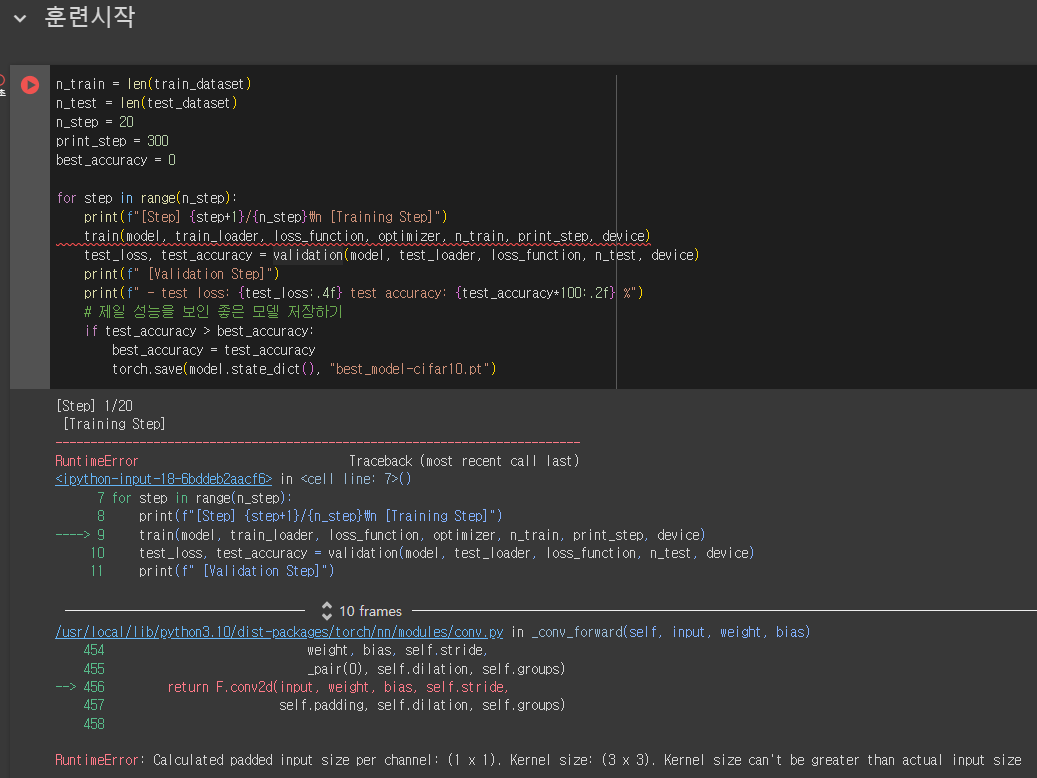 훈련시작
n_train = len(train_dataset)
n_test = len(test_dataset)
n_step = 20
print_step = 300
best_accuracy = 0
for step in range(n_step):
print(f"[Step] {step+1}/{n_step}₩n [Training Step]")
train(model, train_loader, loss_function, optimizer, n_train, print_step, device)
test_loss, test_accuracy = validation(model, test_loader, loss_function, n_test, device)
print(f" [Validation Step]")
print(f" - test loss: {test_loss:.4f} test accuracy: {test_accuracy*100:.2f} %")
# 제일 성능을 보인 좋은 모델 저장하기
if test_accuracy > best_accuracy:
best_accuracy = test_accuracy
torch.save(model.state_dict(), "best_model-cifar10.pt")
[Step] 1/20
[Training Step]
---------------------------------------------------------------------------
RuntimeError Traceback (most recent call last)
<ipython-input-18-6bddeb2aacf6> in <cell line: 7>()
7 for step in range(n_step):
8 print(f"[Step] {step+1}/{n_step}₩n [Training Step]")
----> 9 train(model, train_loader, loss_function, optimizer, n_train, print_step, device)
10 test_loss, test_accuracy = validation(model, test_loader, loss_function, n_test, device)
11 print(f" [Validation Step]")
10 frames
/usr/local/lib/python3.10/dist-packages/torch/nn/modules/conv.py in _conv_forward(self, input, weight, bias)
454 weight, bias, self.stride,
455 _pair(0), self.dilation, self.groups)
--> 456 return F.conv2d(input, weight, bias, self.stride,
457 self.padding, self.dilation, self.groups)
458
RuntimeError: Calculated padded input size per channel: (1 x 1). Kernel size: (3 x 3). Kernel size can't be greater than actual input size